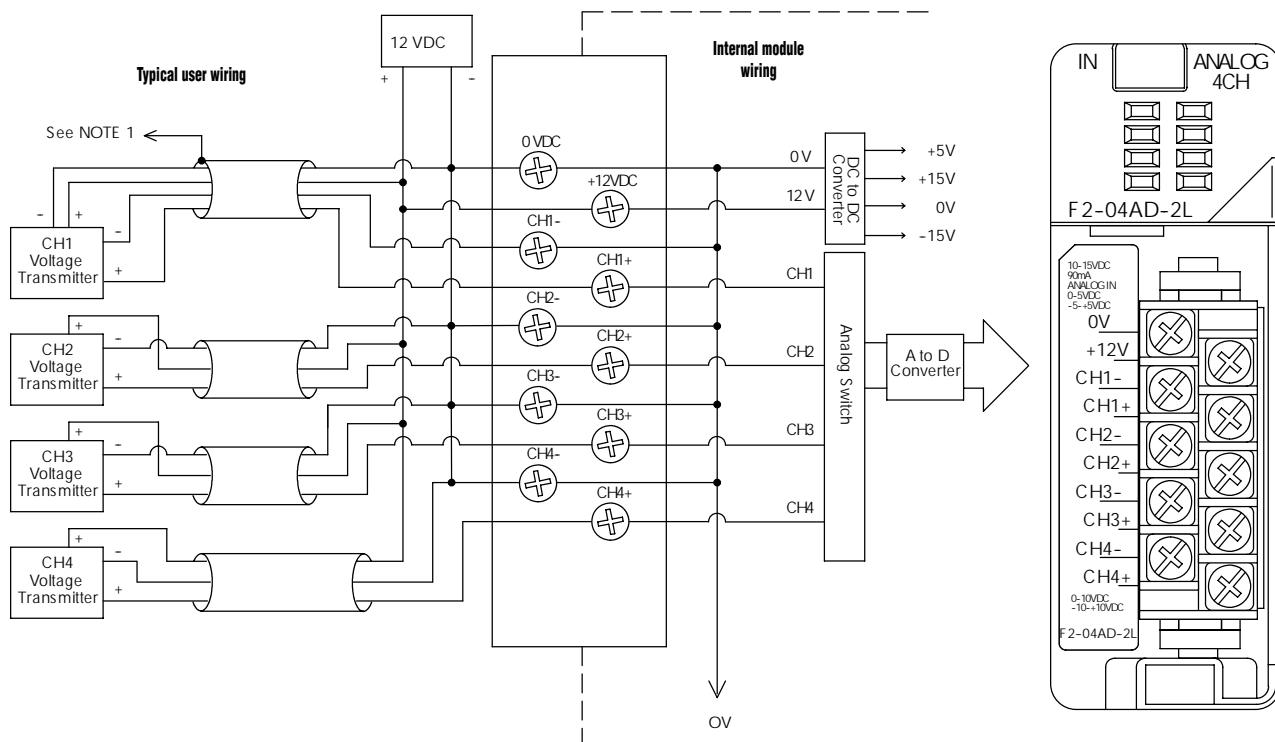 12 VDC
+
-
Typical user wiring
Internal module
wiring
See NOTE 1
-
+
-
+
CH1
Voltage
Transmitter
+
-
+
CH2
Voltage
Transmitter
+
-
+
CH3
Voltage
Transmitter
+
-
+
CH4
Voltage
Transmitter
0 VDC
+12VDC
CH1-
CH1+
CH2-
CH2+
CH3-
CH3+
CH4-
CH4+
0V
12V
CH1
CH2
CH3
CH4
DC to DC
Converter
+5V
+15V
0V
-15V
Analog Switch
A to D
Converter
OV
IN
ANALOG
4CH
F2-04AD-2L
10-15VDC
90mA
ANALOG IN
0-5VDC
-5-+5VDC
0V
+12V
CH1-
CH1+
CH2-
CH2+
CH3-
CH3+
CH4-
CH4+
0-10VDC
-10-+10VDC
F2-04AD-2L